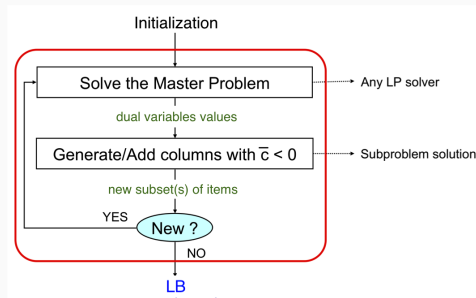 Initialization
Solve the Master Problem
Any LP solver
dual variables values
Generate/Add columns with c̅ < 0
Subproblem solution
new subset(s) of items
YES
New ?
NO
LB